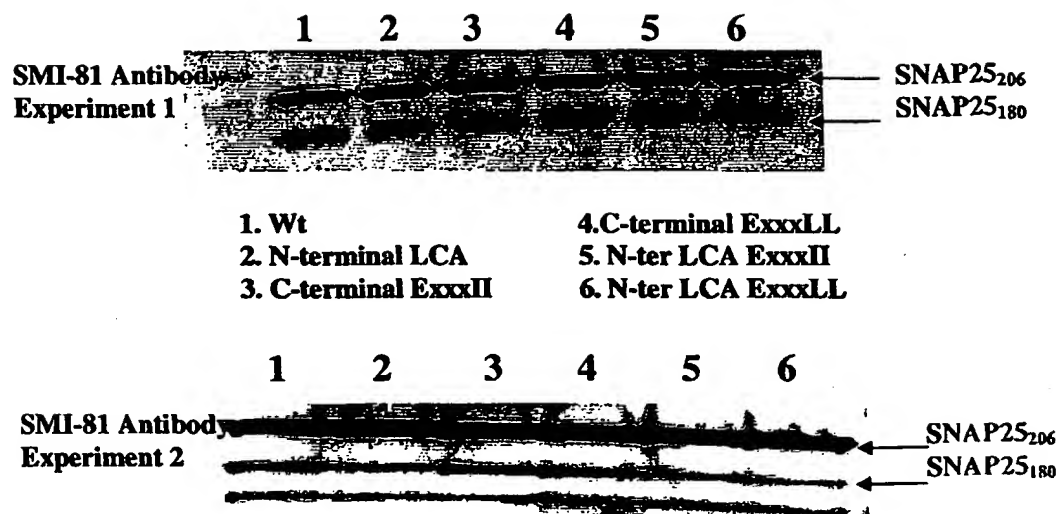 1 2 3 4 5 6
SMI-81 Antibody
Experiment 1
SNAP25206
SNAP25180
1. Wt
2. N-terminal LCA
3. C-terminal ExxxII
4.C-terminal ExxxLL
5. N-ter LCA ExxxII
6. N-ter LCA ExxxLL
1 2 3 4 5 6
SMI-81 Antibody
Experiment 2
SNAP25206
SNAP25180